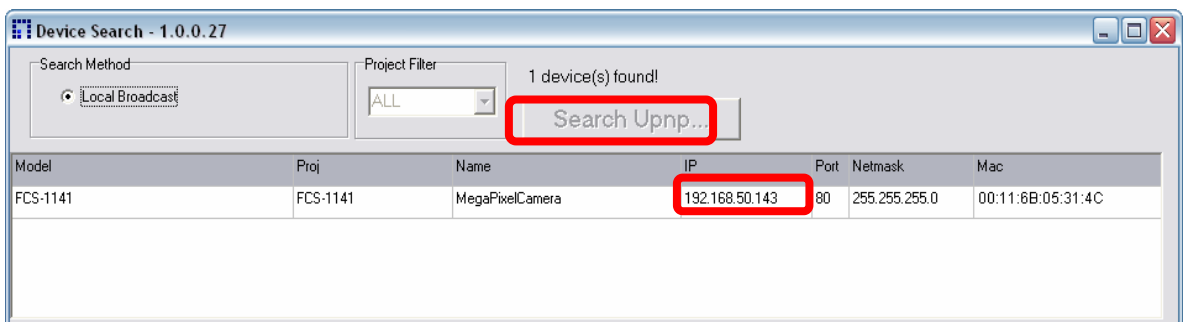 Device Search - 1.0.0.27
Search Method
Local Broadcast
Project Filter
ALL
1 device(s) found!
Search Upnp...
Model Proj Name IP Port Netmask Mac
FCS-1141 FCS-1141 MegaPixelCamera 192.168.50.143 80 255.255.255.0 00:11:6B:05:31:4C